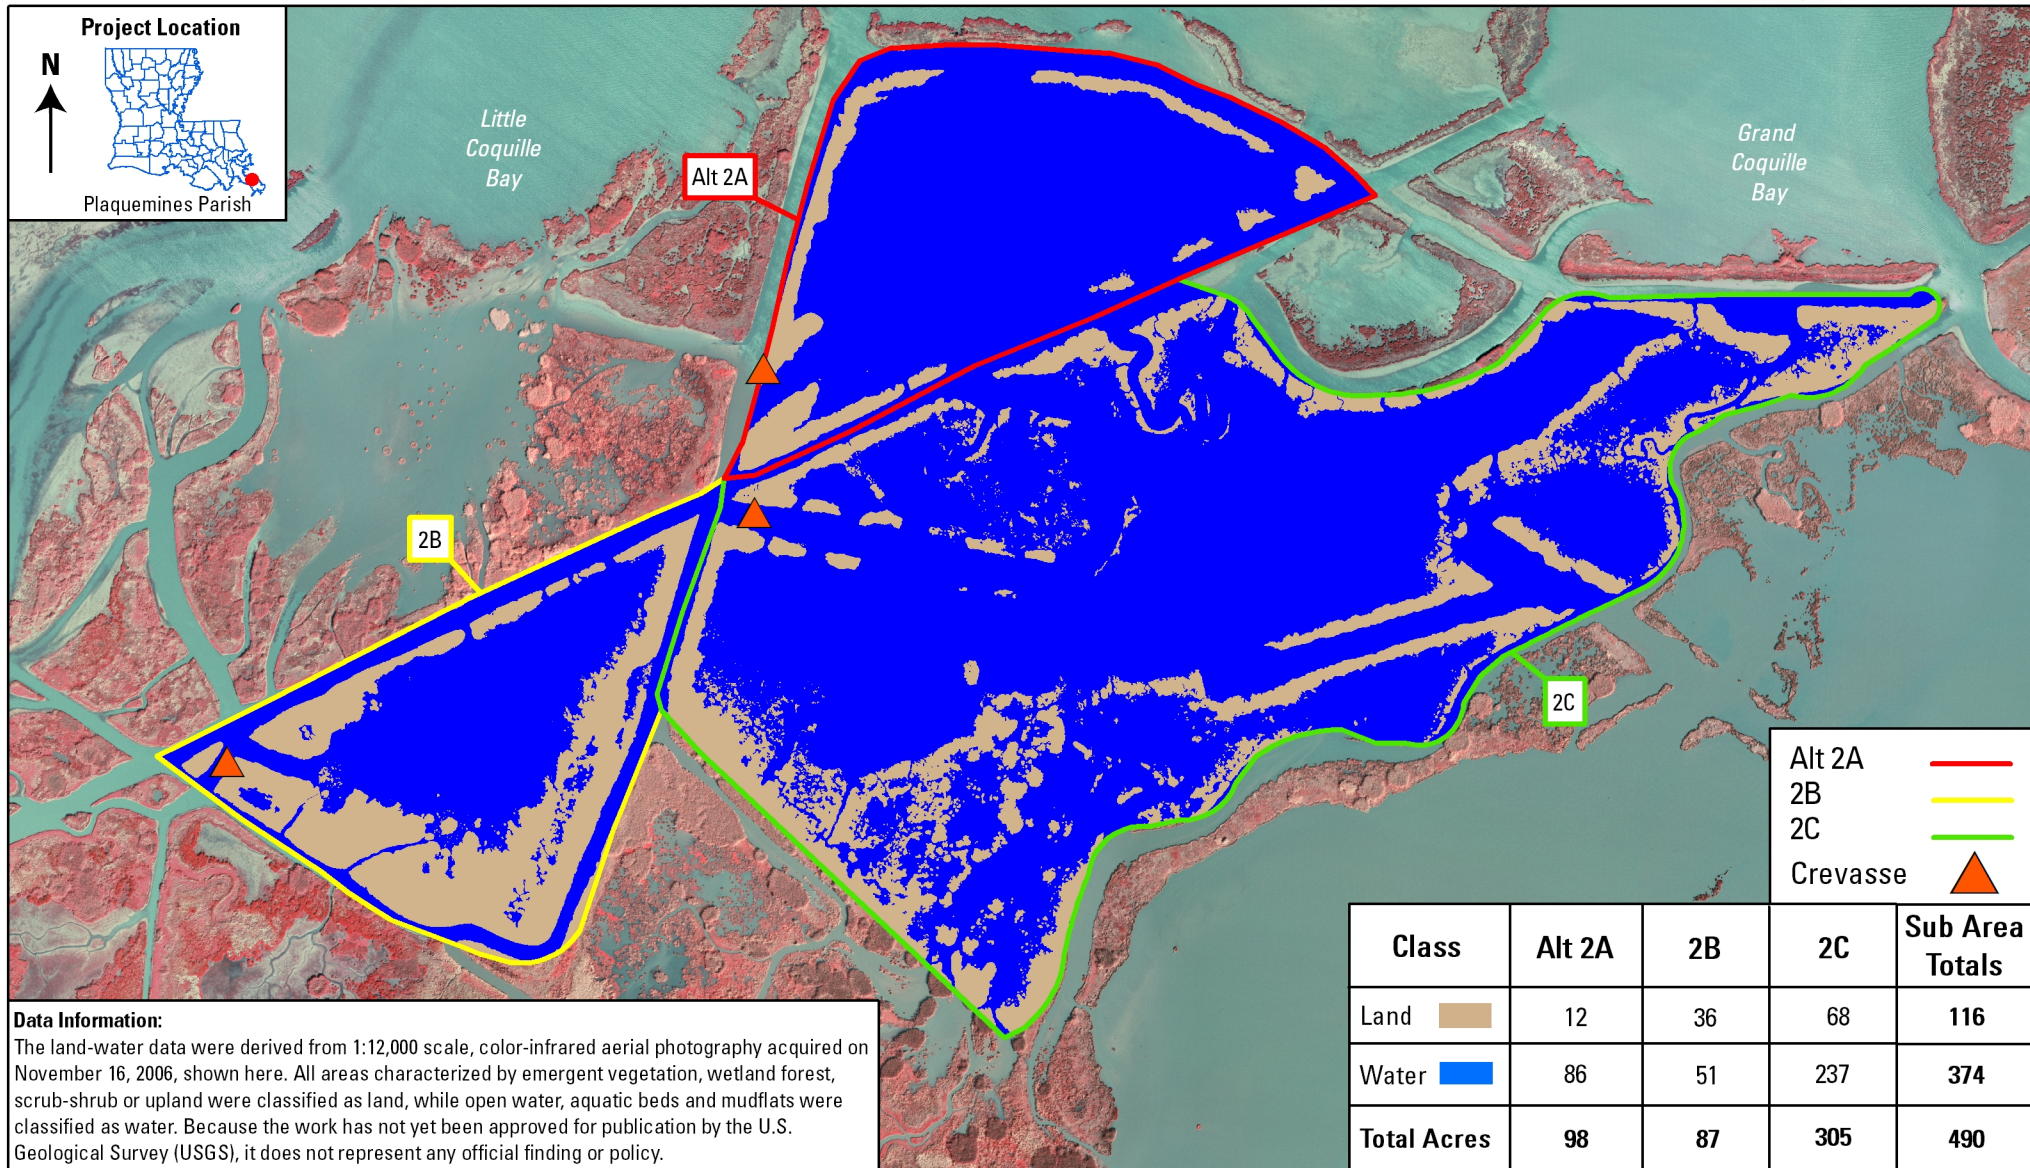 Project Location
N
Plaquemines Parish
Little
Coquille
Bay
Alt 2A
Grand
Coquille
Bay
2B
2C
Alt 2A
2B
2C
Crevasse
Class Alt 2A 2B 2C Sub Area Totals
Land 12 36 68 116
Water 86 51 237 374
Total Acres 98 87 305 490
Data Information:
The land-water data were derived from 1:12,000 scale, color-infrared aerial photography acquired on
November 16, 2006, shown here. All areas characterized by emergent vegetation, wetland forest,
scrub-shrub or upland were classified as land, while open water, aquatic beds and mudflats were
classified as water. Because the work has not yet been approved for publication by the U.S.
Geological Survey (USGS), it does not represent any official finding or policy.